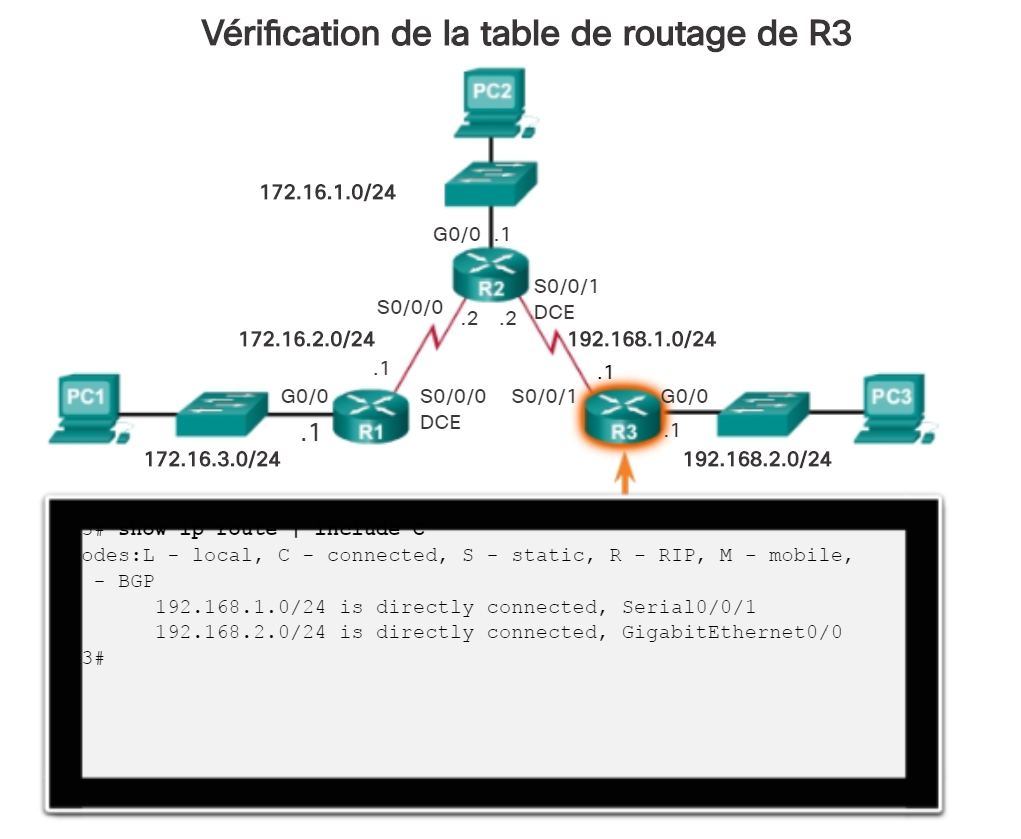 Vérification de la table de routage de R3
PC2
172.16.1.0/24
G0/0 .1
R2
S0/0/1
DCE
S0/0/0
.2 .2
172.16.2.0/24
192.168.1.0/24
.1
.1
PC1
G0/0
S0/0/0
DCE
S0/0/1
G0/0
PC3
.1
R1
R3
.1
172.16.3.0/24
192.168.2.0/24
3# show ip route | include C
odes:L - local, C - connected, S - static, R - RIP, M - mobile,
- BGP
192.168.1.0/24 is directly connected, Serial0/0/1
192.168.2.0/24 is directly connected, GigabitEthernet0/0
3#